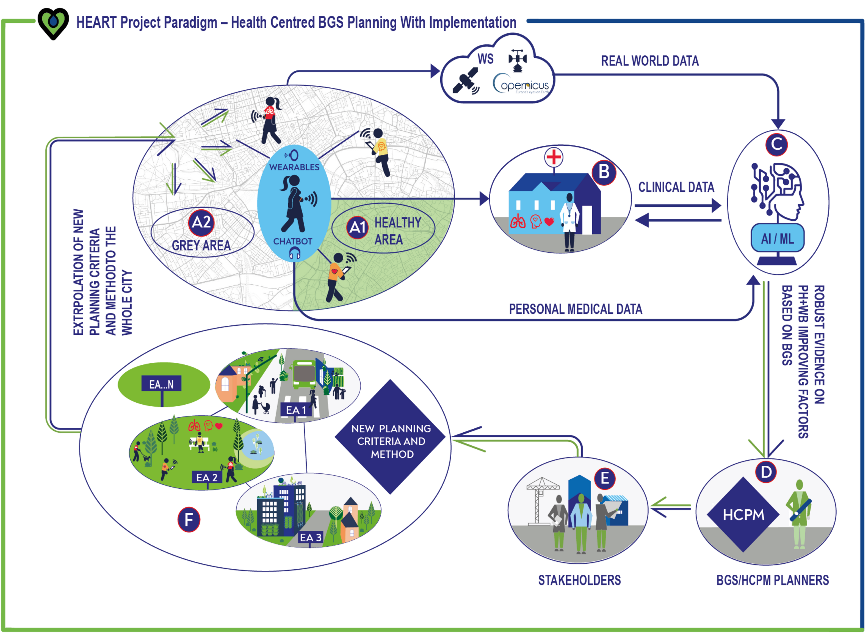 HEART Project Paradigm – Health Centred BGS Planning With Implementation
WS
Copernicus
REAL WORLD DATA
C
AI / ML
WEARABLES
CHATBOT
A2
GREY AREA
A1
HEALTHY
AREA
B
CLINICAL DATA
PERSONAL MEDICAL DATA
EXTRPOLATION OF NEW
PLANNING CRITERIA
AND METHODTO THE
WHOLE CITY
ROBUST EVIDENCE ON
PH+WB IMPROVING FACTORS
BASED ON BGS
EA...N
EA 1
EA 2
EA 3
F
NEW PLANNING
CRITERIA AND
METHOD
E
STAKEHOLDERS
D
HCPM
BGS/HCPM PLANNERS